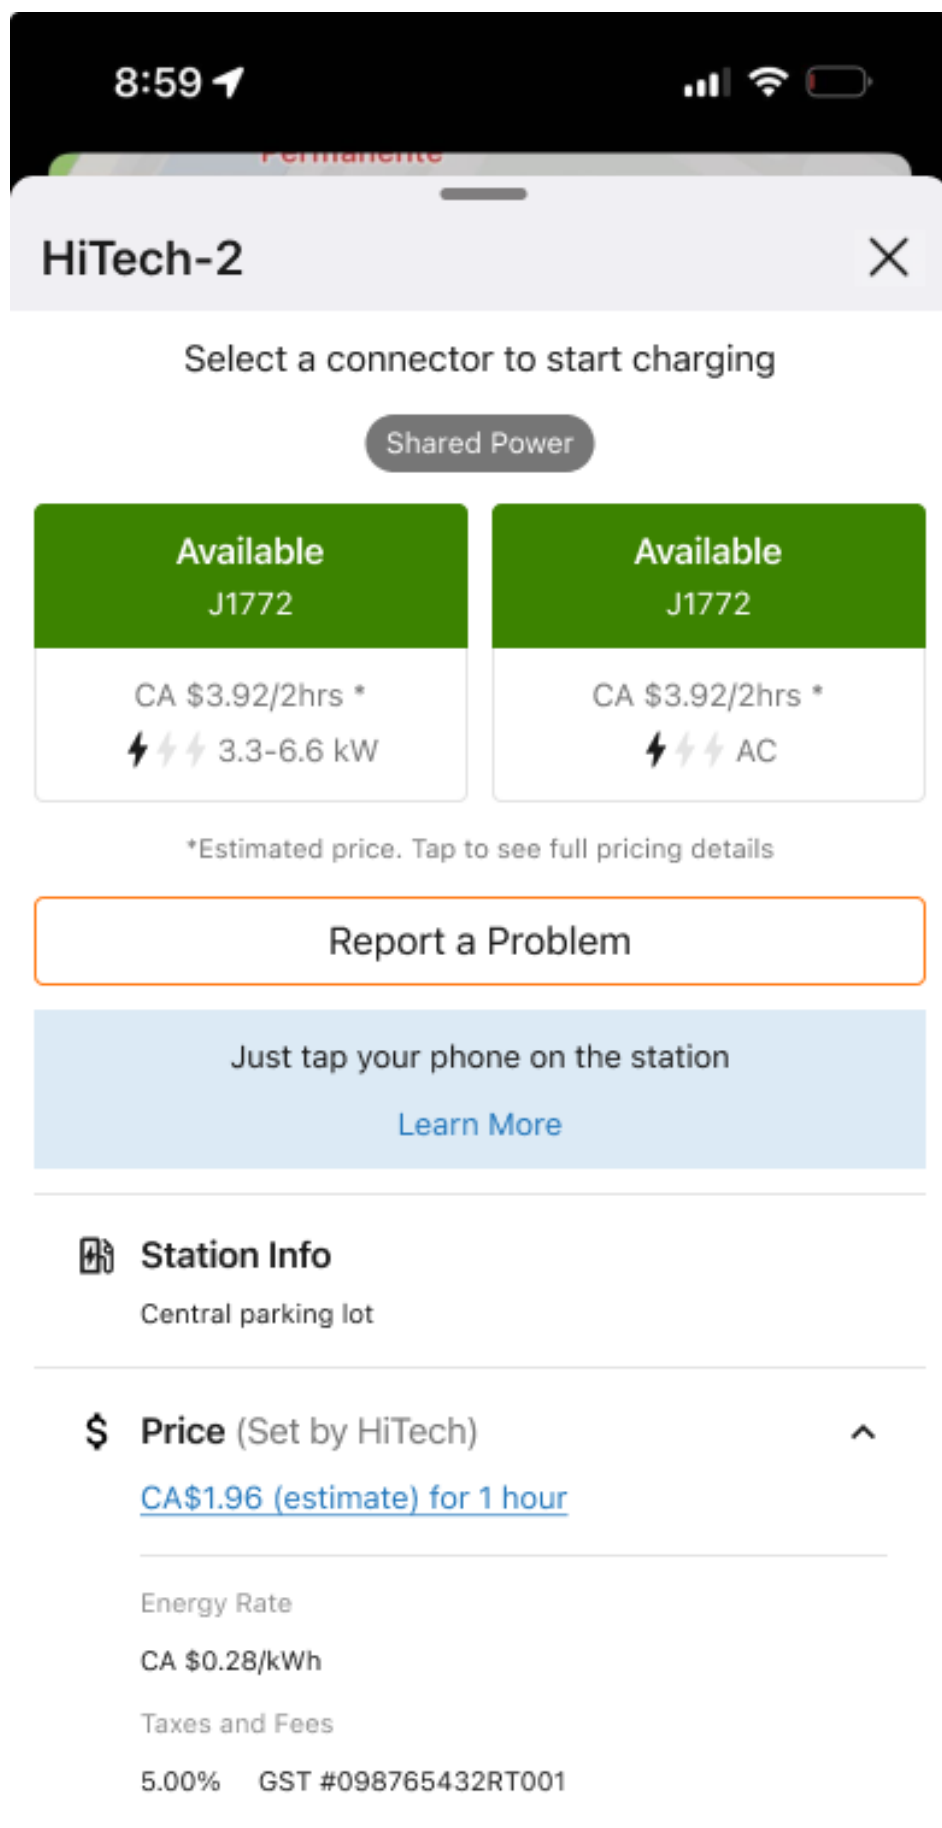 8:59
Permanente
HiTech-2
Select a connector to start charging
Shared Power
Available
J1772
CA $3.92/2hrs *
3.3-6.6 kW
Available
J1772
CA $3.92/2hrs *
AC
*Estimated price. Tap to see full pricing details
Report a Problem
Just tap your phone on the station
Learn More
Station Info
Central parking lot
$ Price (Set by HiTech)
CA$1.96 (estimate) for 1 hour
Energy Rate
CA $0.28/kWh
Taxes and Fees
5.00% GST #098765432RT001